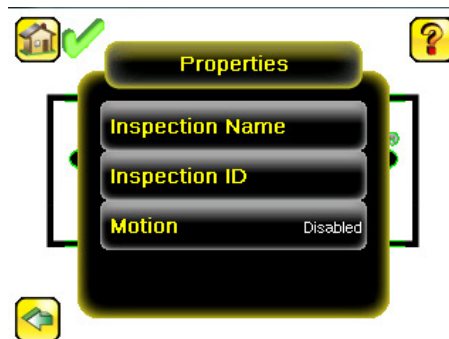 Properties
Inspection Name
Inspection ID
Motion Disabled